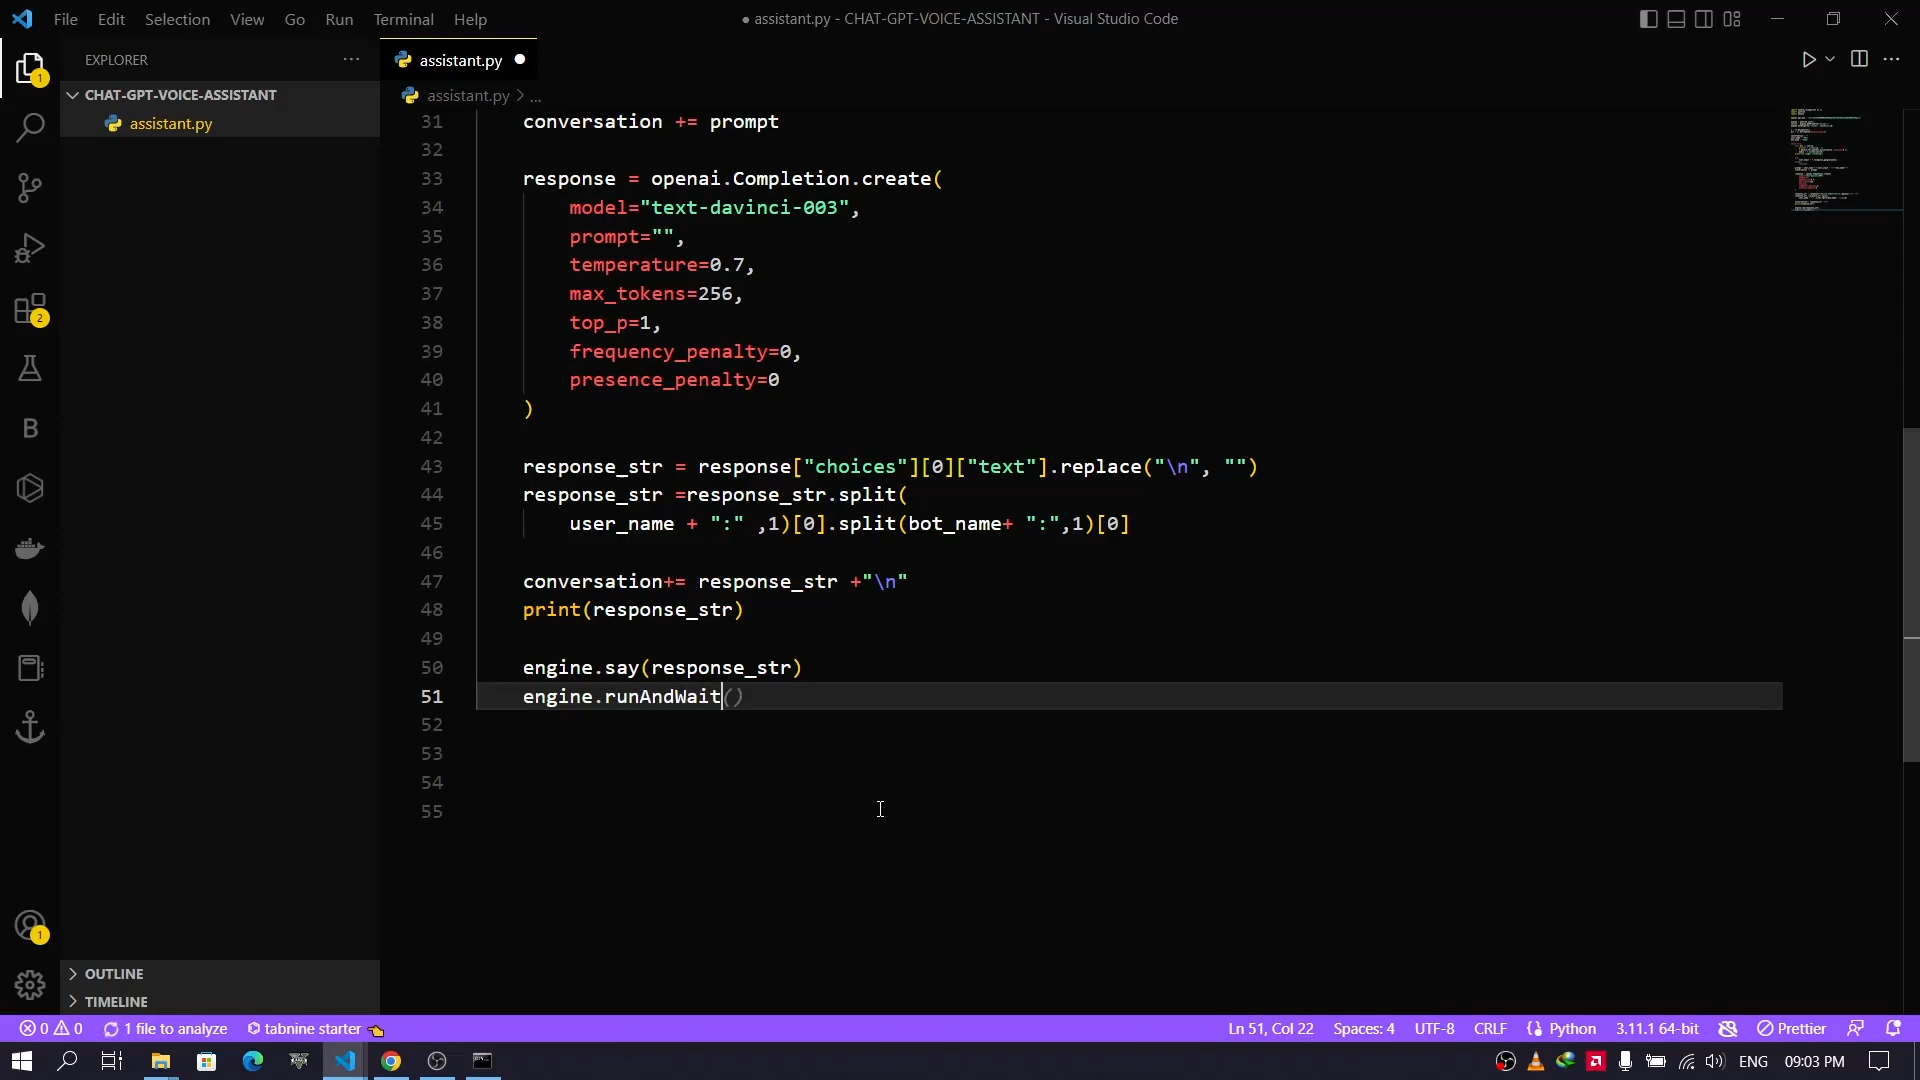 File Edit Selection View Go Run Terminal Help
● assistant.py - CHAT-GPT-VOICE-ASSISTANT - Visual Studio Code
EXPLORER
CHAT-GPT-VOICE-ASSISTANT
assistant.py
assistant.py
assistant.py > ...
31 conversation += prompt
32
33 response = openai.Completion.create(
34 model="text-davinci-003",
35 prompt="",
36 temperature=0.7,
37 max_tokens=256,
38 top_p=1,
39 frequency_penalty=0,
40 presence_penalty=0
41 )
42
43 response_str = response["choices"][0]["text"].replace("\n", "")
44 response_str =response_str.split(
45 user_name + ":" ,1)[0].split(bot_name+ ":",1)[0]
46
47 conversation+= response_str +"\n"
48 print(response_str)
49
50 engine.say(response_str)
51 engine.runAndWait()
52
53
54
55
1
2
B
1
OUTLINE
TIMELINE
0 0 1 file to analyze tabnine starter
Ln 51, Col 22 Spaces: 4 UTF-8 CRLF Python 3.11.1 64-bit Prettier
ENG 09:03 PM